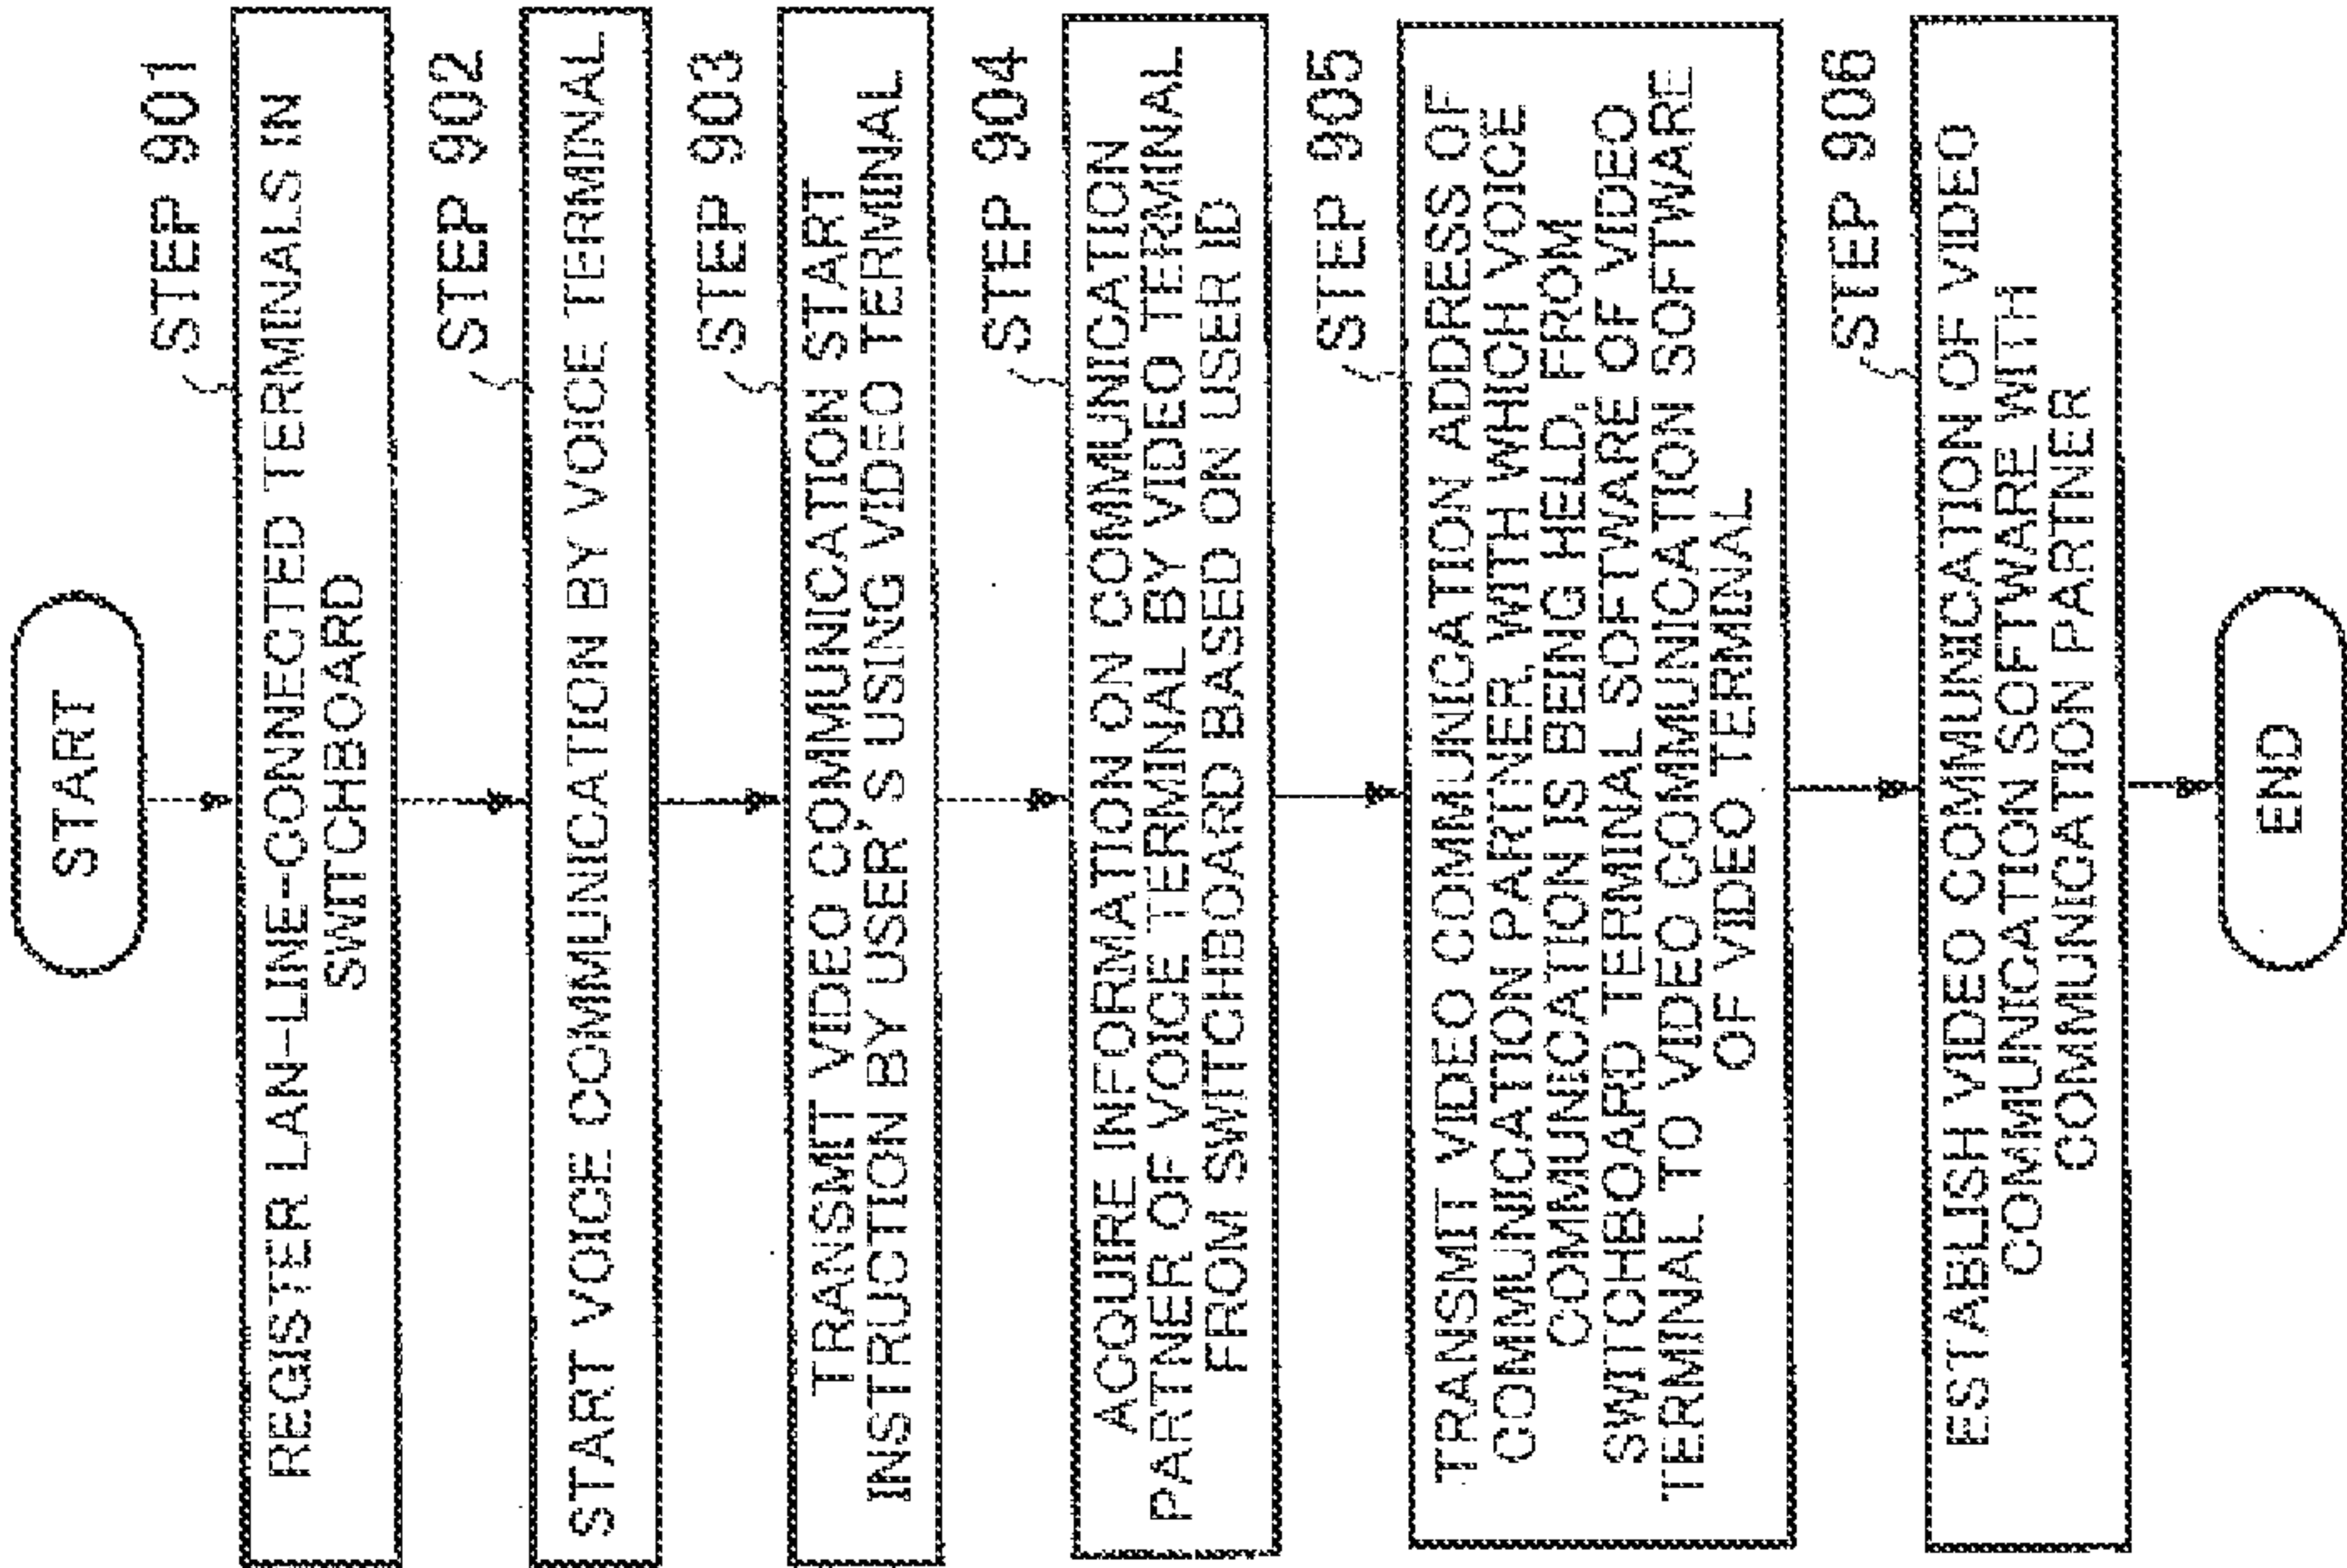 START
STEP 901
REGISTER LAN-LINE-CONNECTED TERMINALS IN
SWITCHBOARD
STEP 902
START VOICE COMMUNICATION BY VOICE TERMINAL
STEP 903
TRANSMIT VIDEO COMMUNICATION START
INSTRUCTION BY USER'S USING VIDEO TERMINAL
STEP 904
ACQUIRE INFORMATION ON COMMUNICATION
PARTNER OF VOICE TERMINAL BY VIDEO TERMINAL
FROM SWITCHBOARD BASED ON USER ID
STEP 905
TRANSMIT VIDEO COMMUNICATION ADDRESS OF
COMMUNICATION PARTNER, WITH WHICH VOICE
COMMUNICATION IS BEING HELD, FROM
SWITCHBOARD TERMINAL SOFTWARE OF VIDEO
TERMINAL TO VIDEO COMMUNICATION SOFTWARE
OF VIDEO TERMINAL
STEP 906
ESTABLISH VIDEO COMMUNICATION OF VIDEO
COMMUNICATION SOFTWARE WITH
COMMUNICATION PARTNER
END